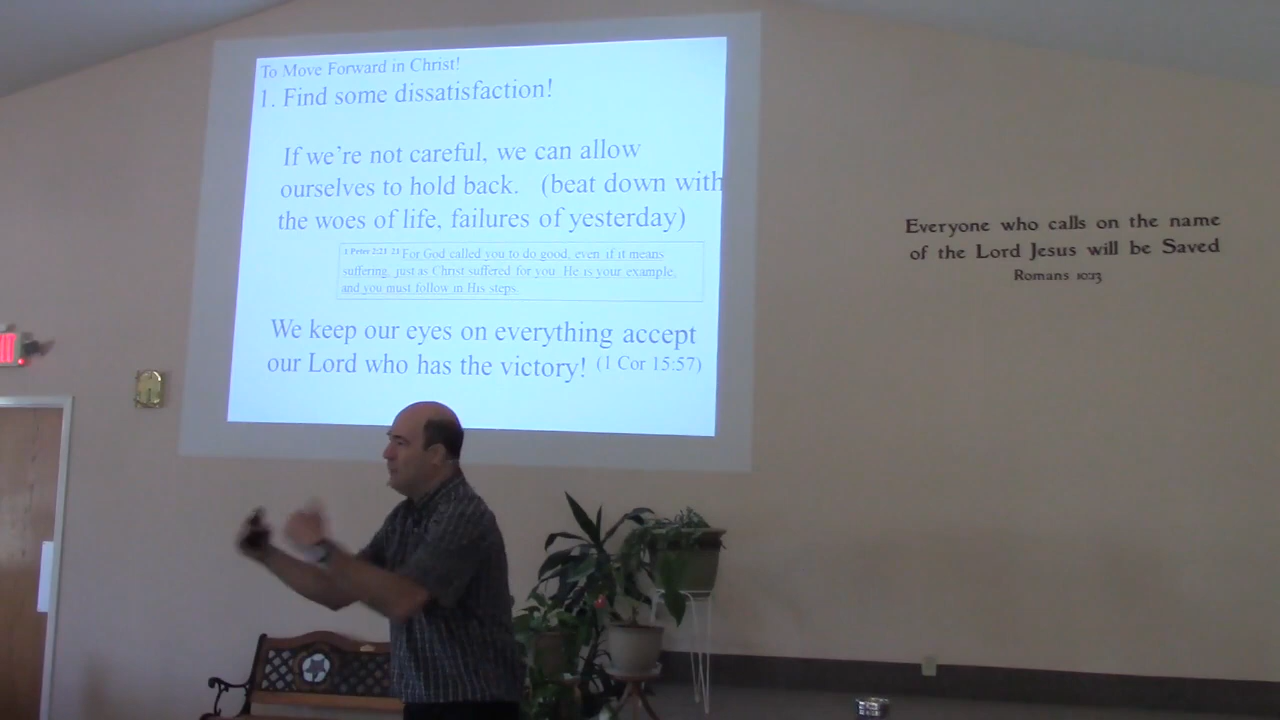 To Move Forward in Christ!
1. Find some dissatisfaction!
If we're not careful, we can allow
ourselves to hold back. (beat down with
the woes of life, failures of yesterday)
1 Peter 2:21 21 For God called you to do good, even if it means
suffering, just as Christ suffered for you. He is your example,
and you must follow in His steps.
We keep our eyes on everything accept
our Lord who has the victory! (1 Cor 15:57)
Everyone who calls on the name
of the Lord Jesus will be Saved
Romans 10:13